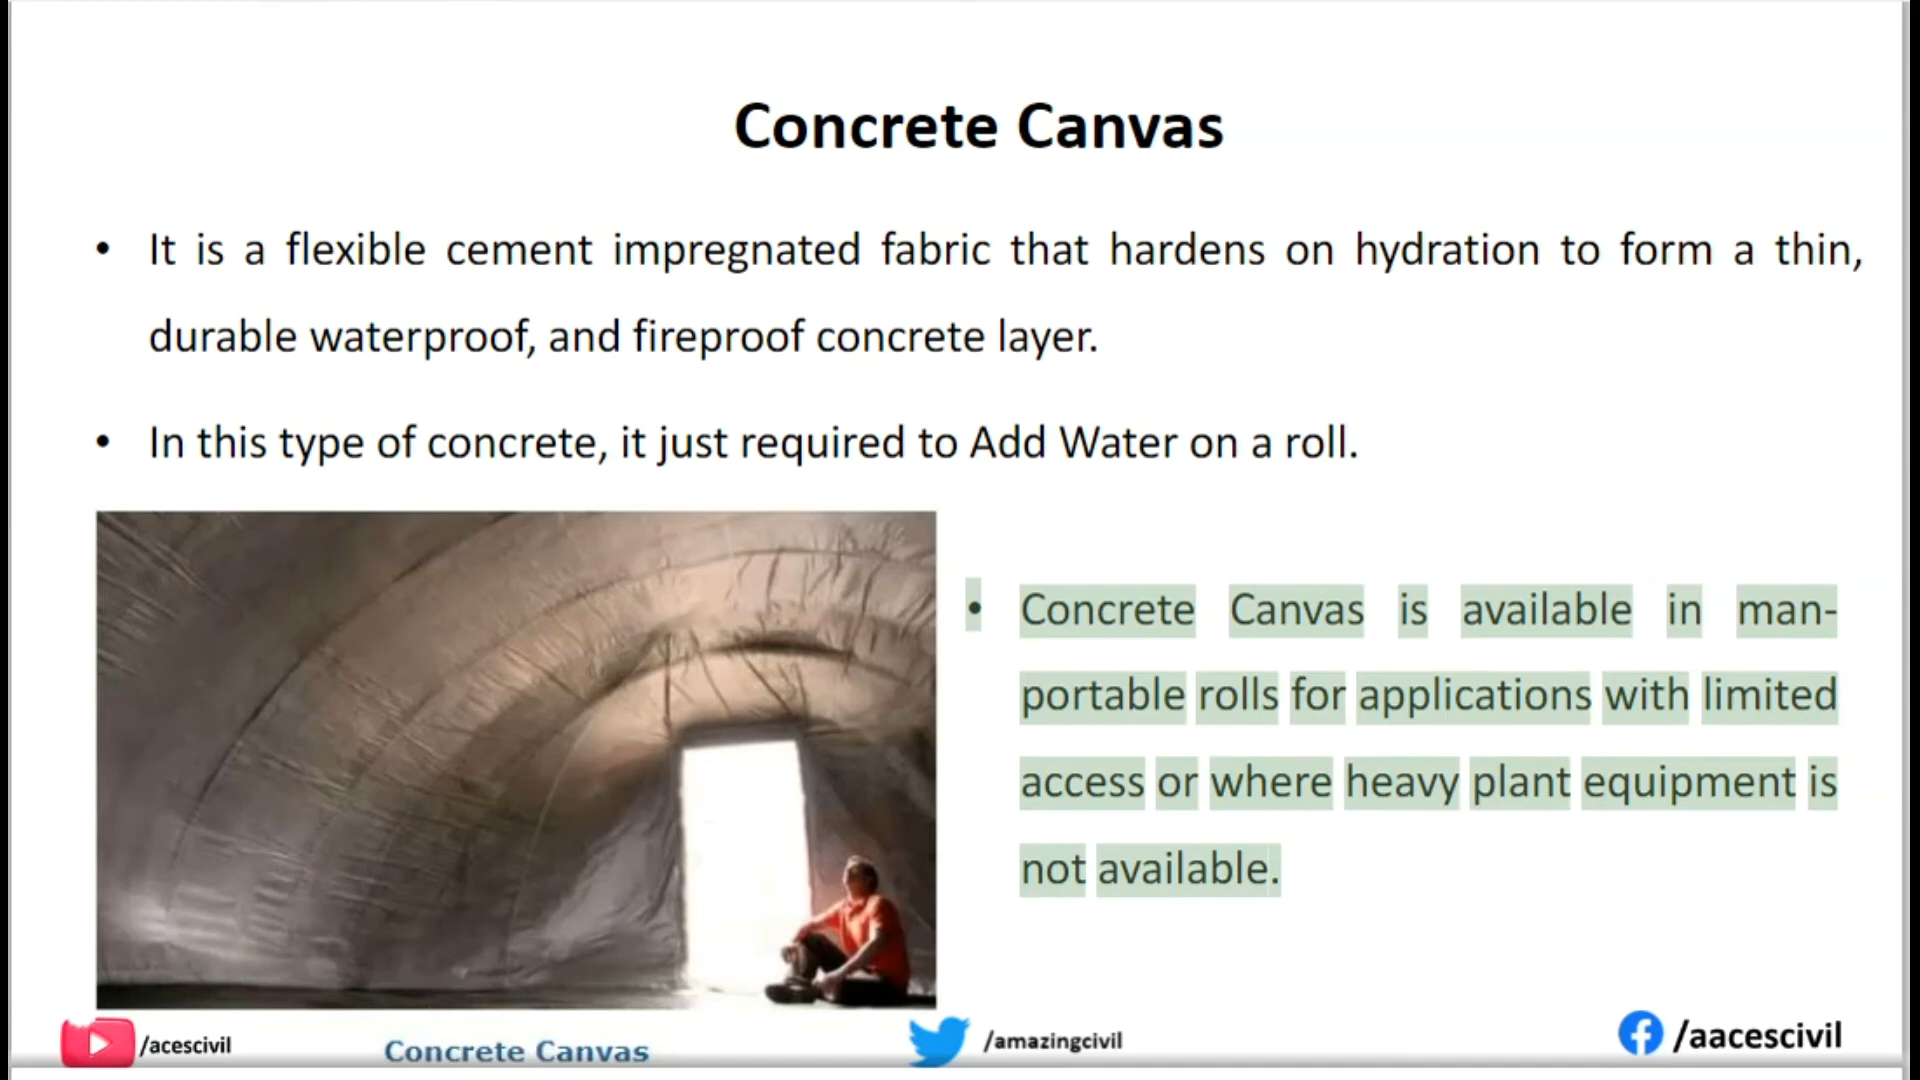 Concrete Canvas
• It is a flexible cement impregnated fabric that hardens on hydration to form a thin,
durable waterproof, and fireproof concrete layer.
• In this type of concrete, it just required to Add Water on a roll.
• Concrete Canvas is available in man-
portable rolls for applications with limited
access or where heavy plant equipment is
not available.
/acescivil
Concrete Canvas
/amazingcivil
/aacescivil